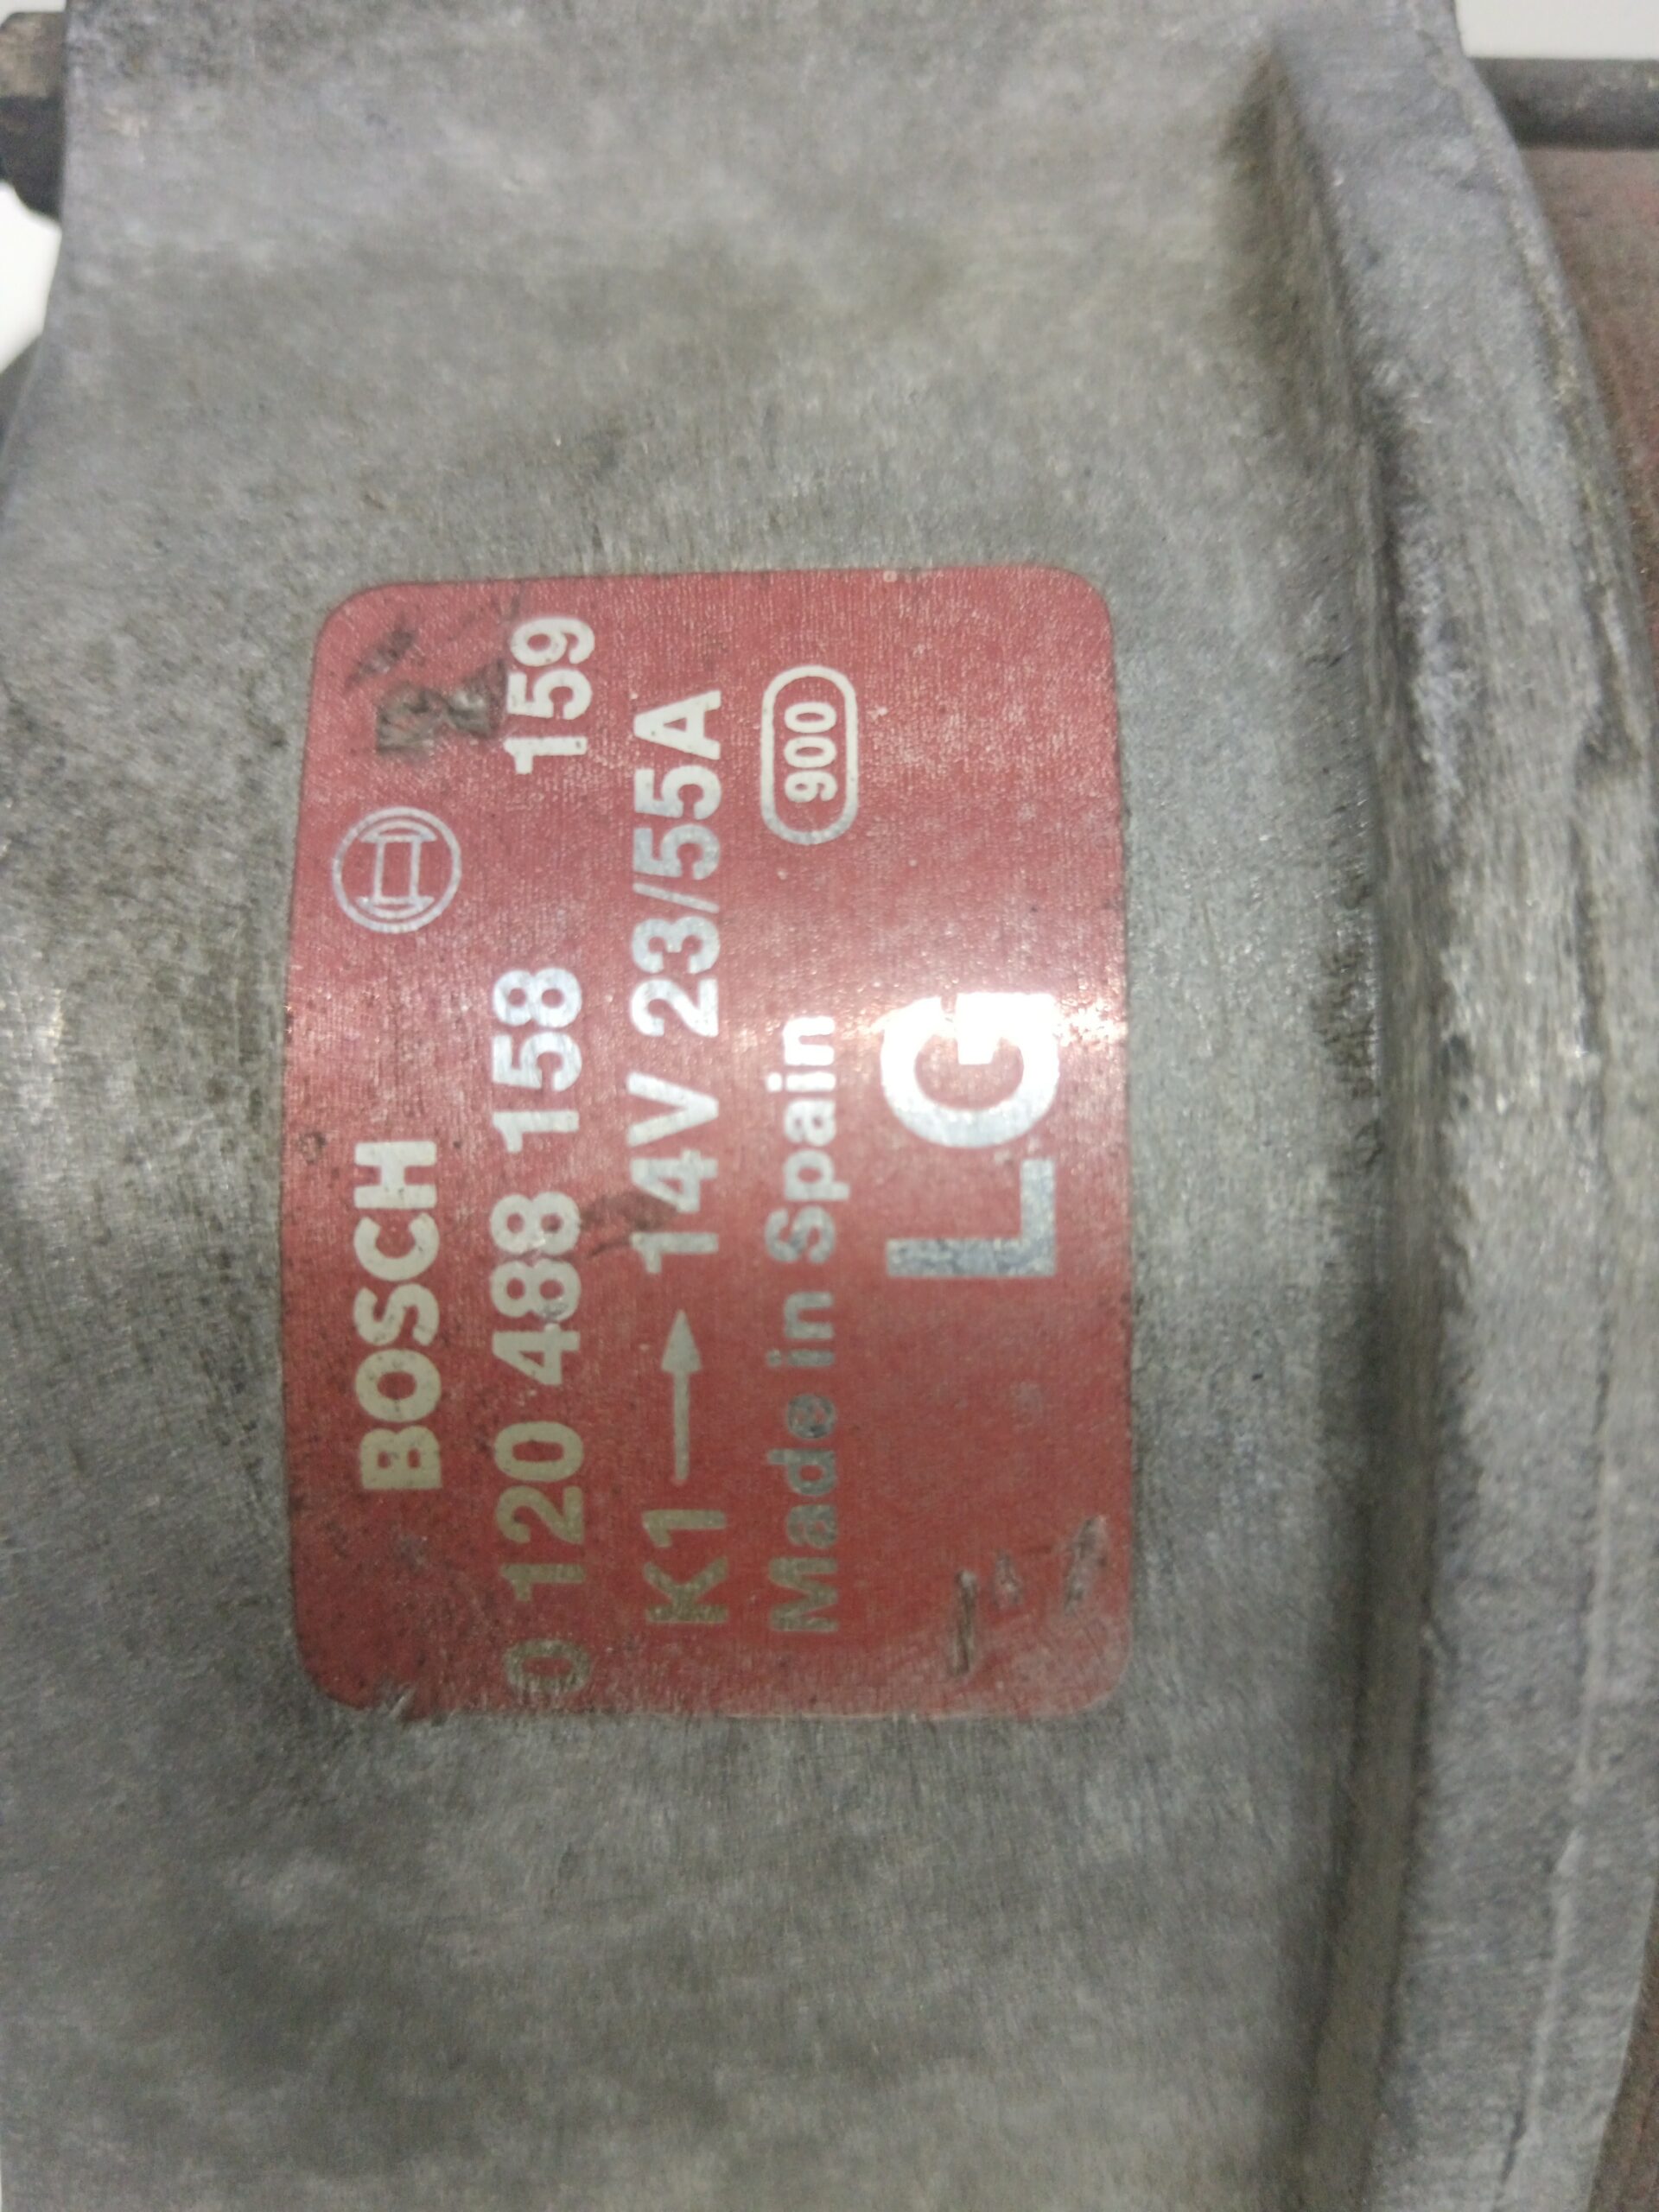 BOSCH
0 120 488 158 159
K1 → 14V 23/55A
Made in Spain 900
LG